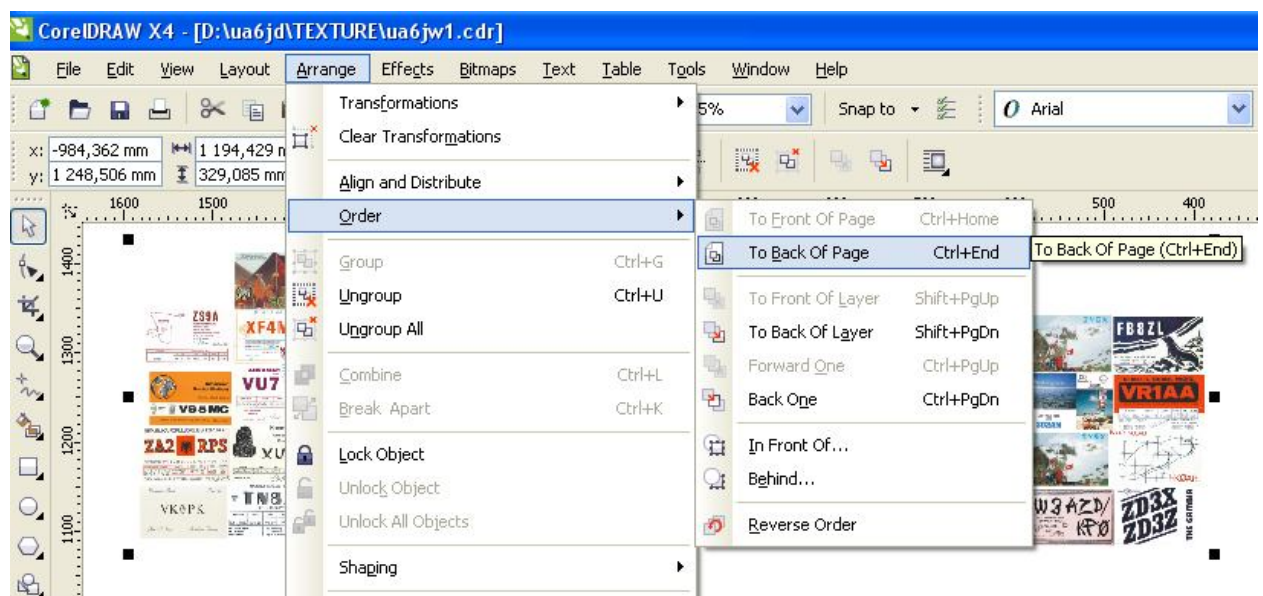 CorelDRAW X4 - [D:\ua6jd\TEXTURE\ua6jw1.cdr]
File Edit View Layout Arrange Effects Bitmaps Text Table Tools Window Help
5% Snap to O Arial
x: -984,362 mm 1 194,429
y: 1 248,506 mm 329,085 mm
1600 1500 500 400
1400
1300
1200
1100
Transformations
Clear Transformations
Align and Distribute
Order
Group Ctrl+G
Ungroup Ctrl+U
Ungroup All
Combine Ctrl+L
Break Apart Ctrl+K
Lock Object
Unlock Object
Unlock All Objects
Shaping
To Front Of Page Ctrl+Home
To Back Of Page Ctrl+End
To Front Of Layer Shift+PgUp
To Back Of Layer Shift+PgDn
Forward One Ctrl+PgUp
Back One Ctrl+PgDn
In Front Of...
Behind...
Reverse Order
To Back Of Page (Ctrl+End)
ZS9A
XF4M
VU7
VS5MC
ZA2 RPS
XU
VK0PK
TN8
FB8ZL
VR1AA
W3AZD/
KP0
ZD3X
ZD3Z
THE GAMBIA